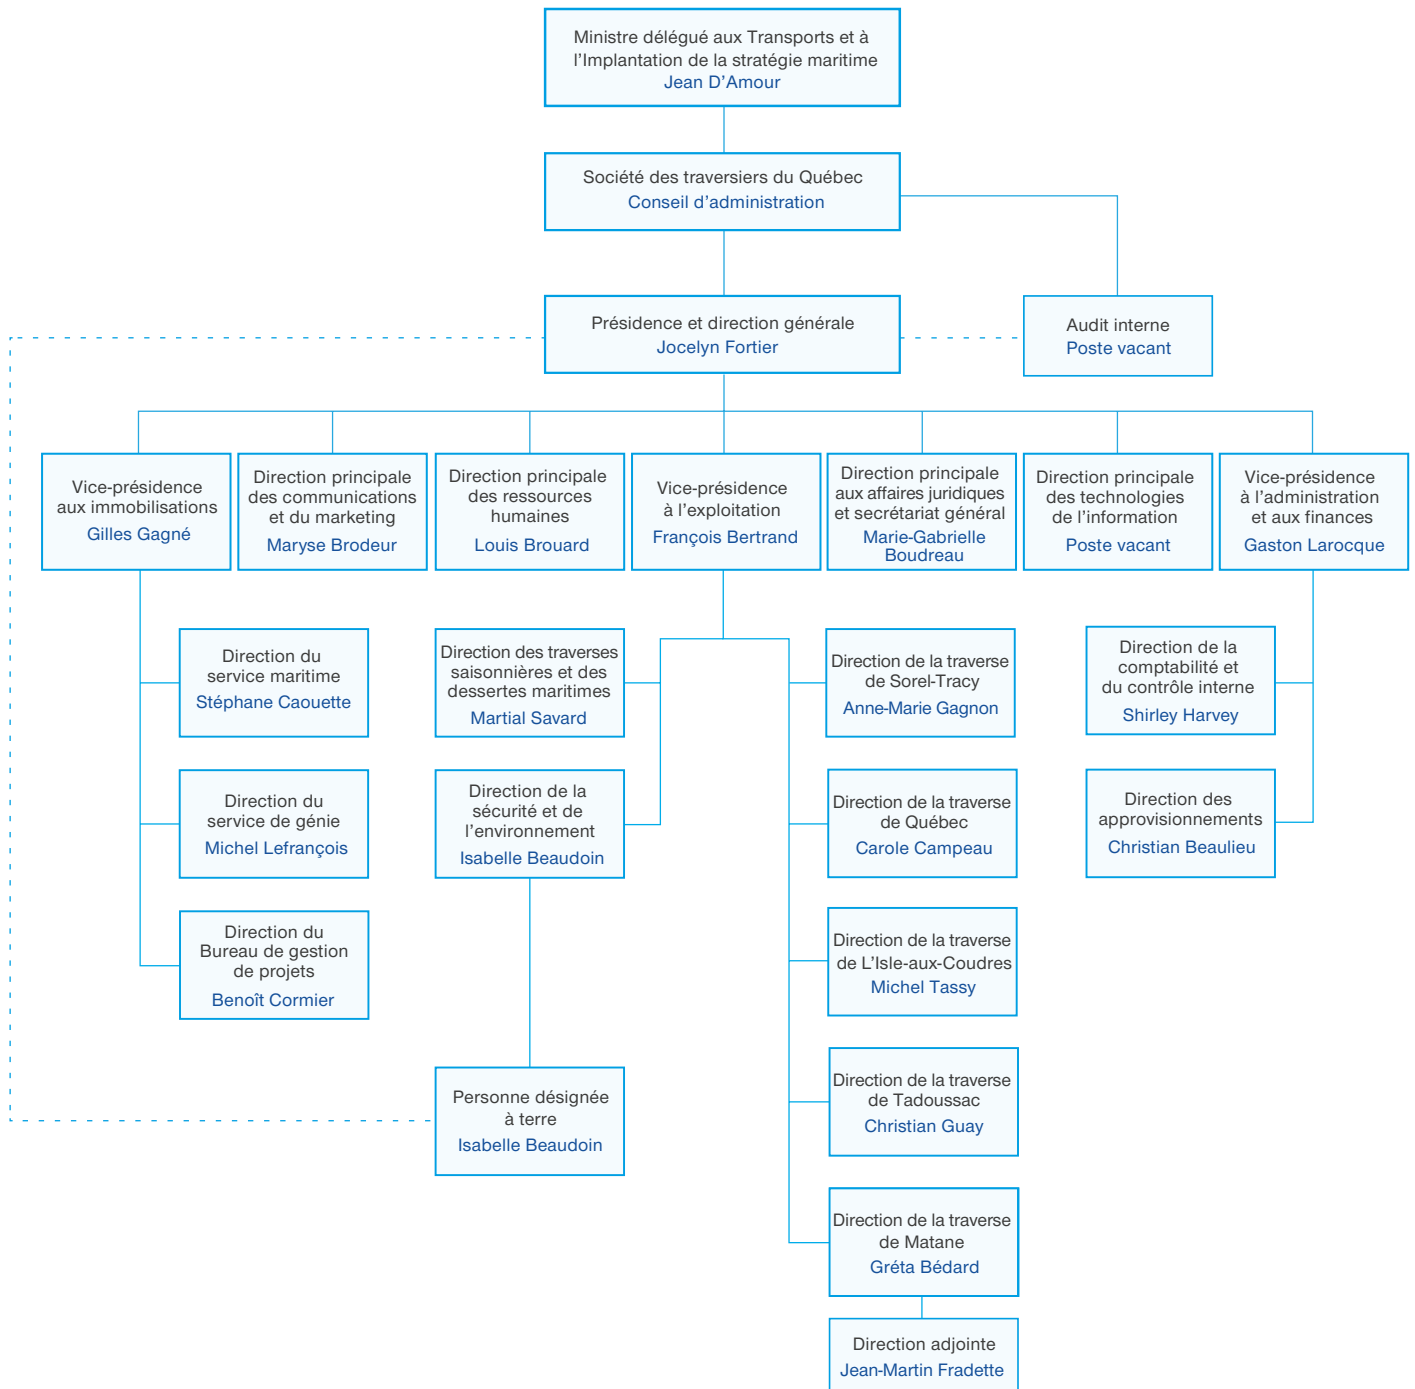 Ministre délégué aux Transports et à
l'Implantation de la stratégie maritime
Jean D'Amour
Société des traversiers du Québec
Conseil d'administration
Présidence et direction générale
Jocelyn Fortier
Audit interne
Poste vacant
Vice-présidence
aux immobilisations
Gilles Gagné
Direction principale
des communications
et du marketing
Maryse Brodeur
Direction principale
des ressources
humaines
Louis Brouard
Vice-présidence
à l'exploitation
François Bertrand
Direction principale
aux affaires juridiques
et secrétariat général
Marie-Gabrielle
Boudreau
Direction principale
des technologies
de l'information
Poste vacant
Vice-présidence
à l'administration
et aux finances
Gaston Larocque
Direction du
service maritime
Stéphane Caouette
Direction du
service de génie
Michel Lefrançois
Direction du
Bureau de gestion
de projets
Benoît Cormier
Direction des traverses
saisonnières et des
dessertes maritimes
Martial Savard
Direction de la
sécurité et de
l'environnement
Isabelle Beaudoin
Personne désignée
à terre
Isabelle Beaudoin
Direction de la traverse
de Sorel-Tracy
Anne-Marie Gagnon
Direction de la traverse
de Québec
Carole Campeau
Direction de la traverse
de L'Isle-aux-Coudres
Michel Tassy
Direction de la traverse
de Tadoussac
Christian Guay
Direction de la traverse
de Matane
Gréta Bédard
Direction adjointe
Jean-Martin Fradette
Direction de la
comptabilité et
du contrôle interne
Shirley Harvey
Direction des
approvisionnements
Christian Beaulieu